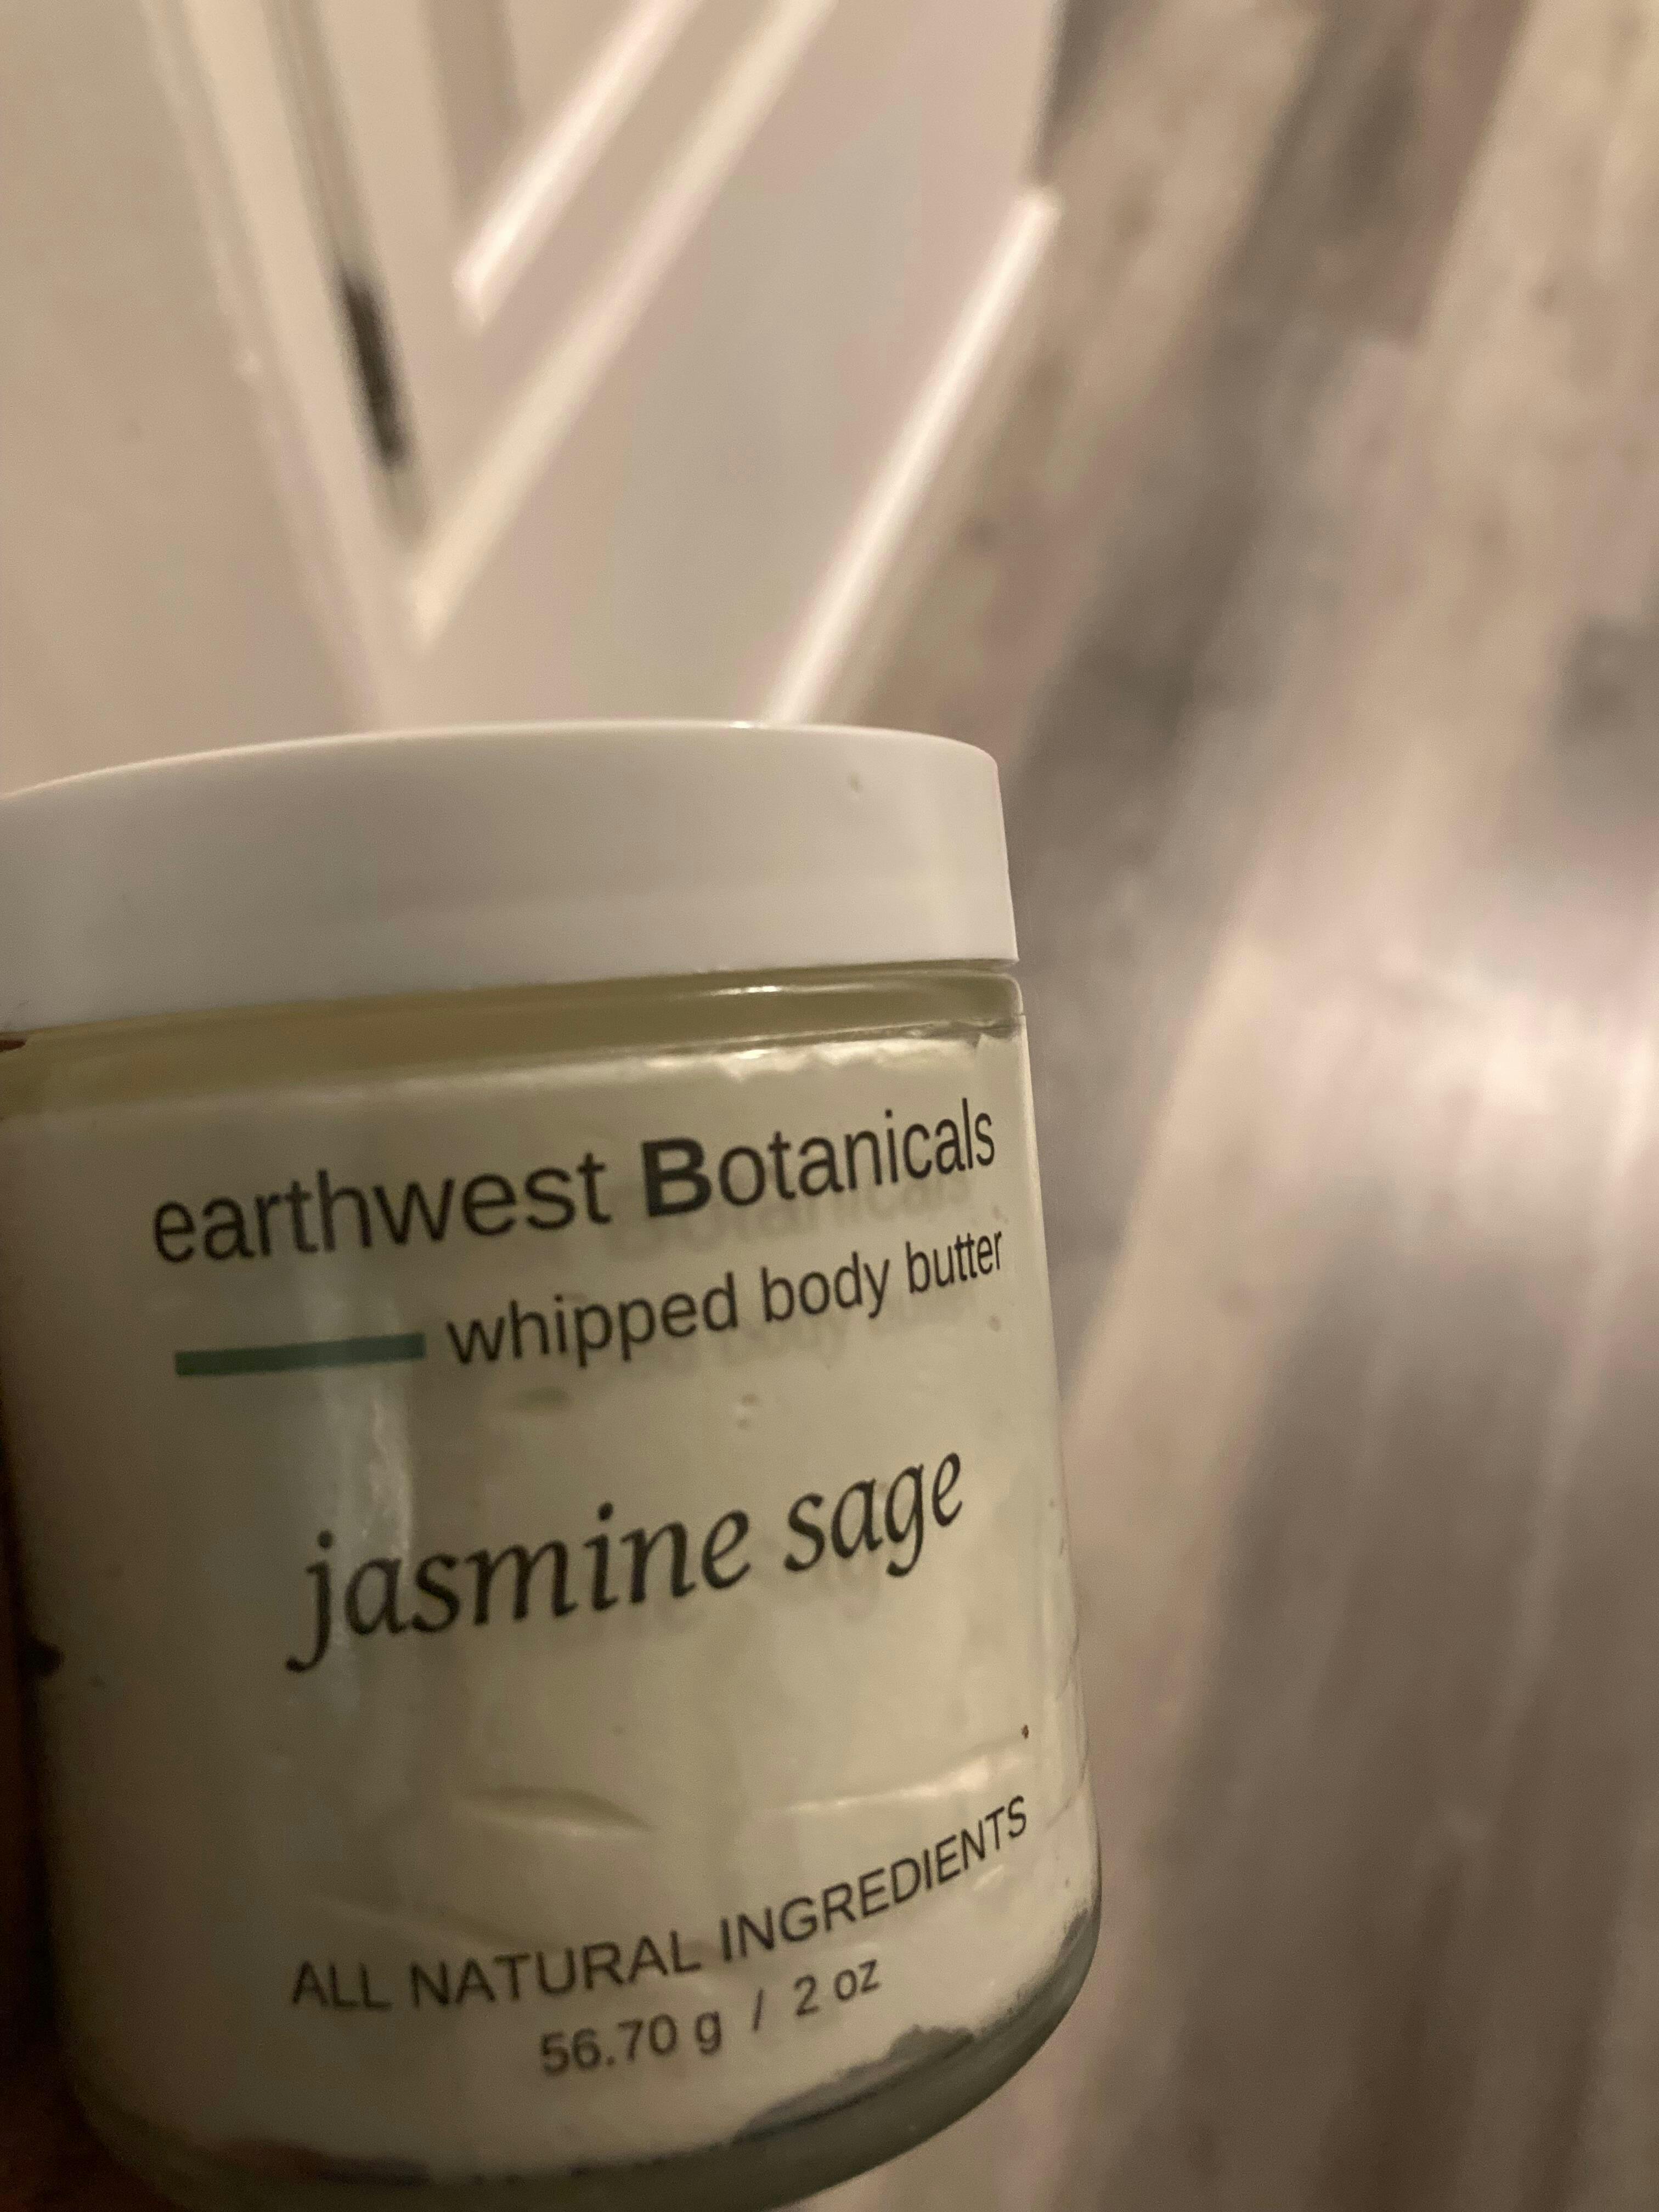 earthwest Botanicals
whipped body butter
jasmine sage
ALL NATURAL INGREDIENTS
56.70 g / 2 oz